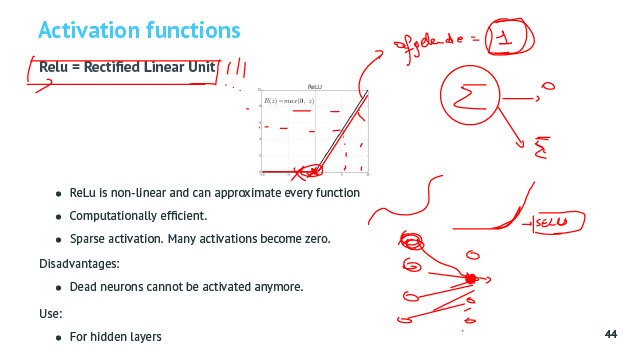 Activation functions
Relu = Rectified Linear Unit
= 1
ReLU
R(z) = max(0, z)
Σ
0
Σ
SELU
● ReLu is non-linear and can approximate every function
● Computationally efficient.
● Sparse activation. Many activations become zero.
Disadvantages:
● Dead neurons cannot be activated anymore.
Use:
● For hidden layers
44